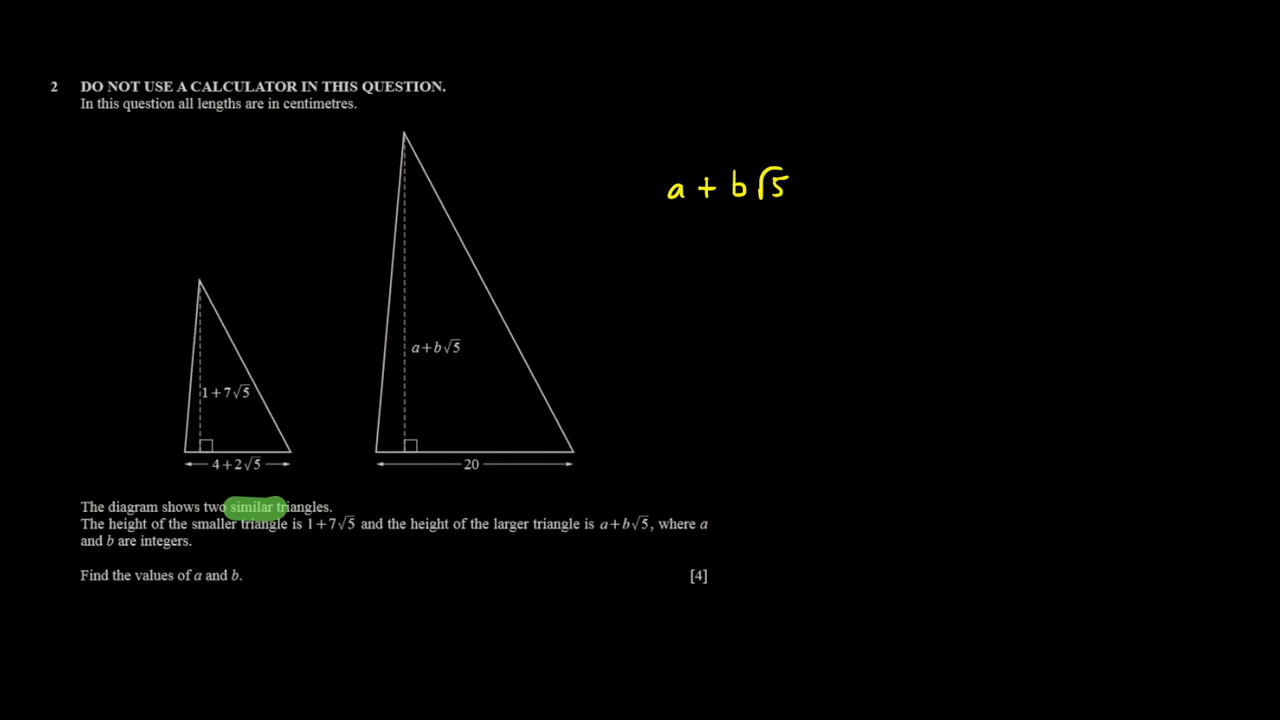 2 DO NOT USE A CALCULATOR IN THIS QUESTION.
In this question all lengths are in centimetres.
a + b√5
a+b√5
1+7√5
4+2√5
20
The diagram shows two similar triangles.
The height of the smaller triangle is 1+7√5 and the height of the larger triangle is a+b√5, where a
and b are integers.
Find the values of a and b. [4]